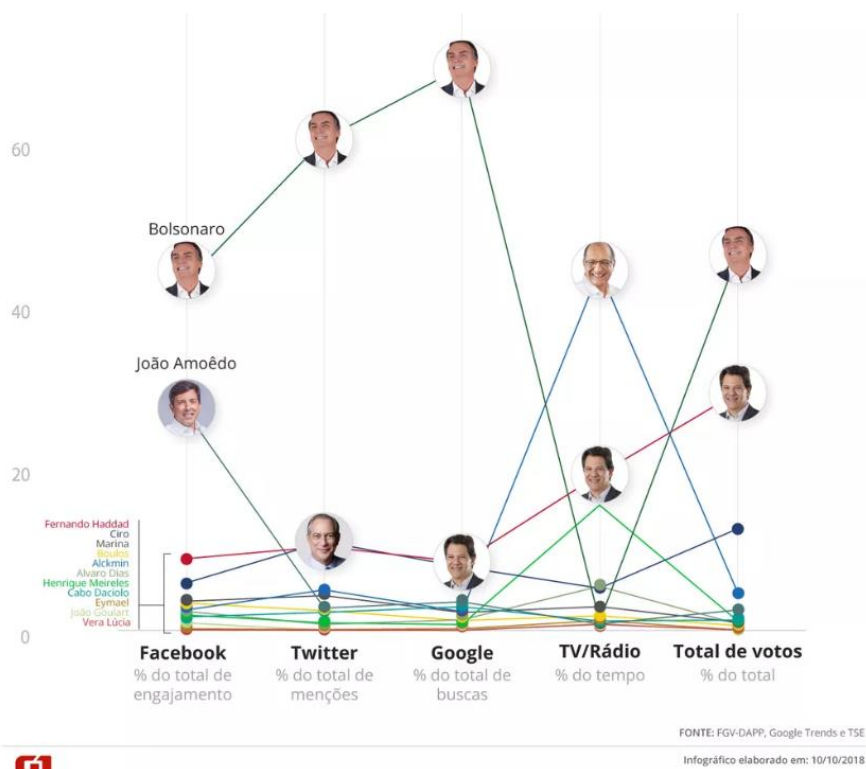 60
Bolsonaro
40
João Amoêdo
20
Fernando Haddad
Ciro
Marina
Boulos
Alckmin
Alvaro Dias
Henrique Meireles
Cabo Daciolo
Eymael
João Goulart
Vera Lúcia
0
Facebook
% do total de
engajamento
Twitter
% do total de
menções
Google
% do total de
buscas
TV/Rádio
% do tempo
Total de votos
% do total
FONTE: FGV-DAPP, Google Trends e TSE
Infográfico elaborado em: 10/10/2018